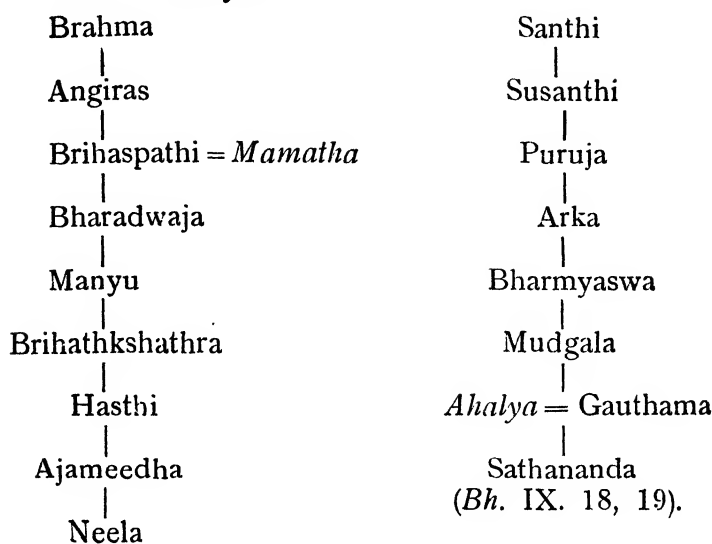 Brahma
Angiras
Brihaspathi = Mamatha
Bharadwaja
Manyu
Brihathkshathra
Hasthi
Ajameedha
Neela
Santhi
Susanthi
Puruja
Arka
Bharmyaswa
Mudgala
Ahalya = Gauthama
Sathananda
(Bh. IX. 18, 19).